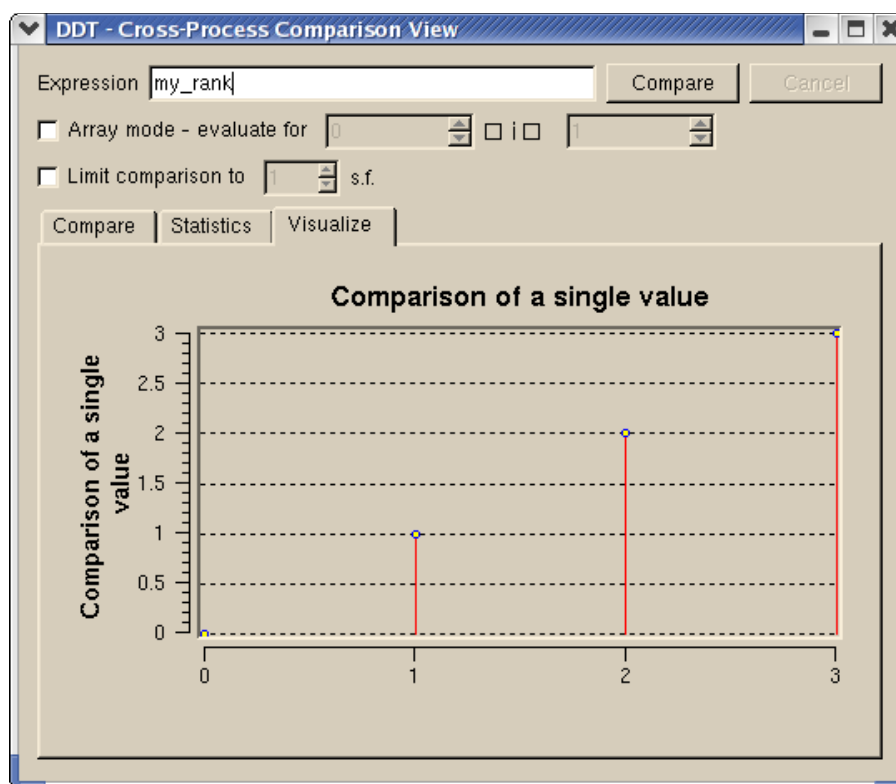 DDT - Cross-Process Comparison View
Expression my_rank Compare Cancel
Array mode - evaluate for 0 □ i □ 1
Limit comparison to 1 s.f.
Compare Statistics Visualize
Comparison of a single value
Comparison of a single
value
3
2.5
2
1.5
1
0.5
0
0 1 2 3